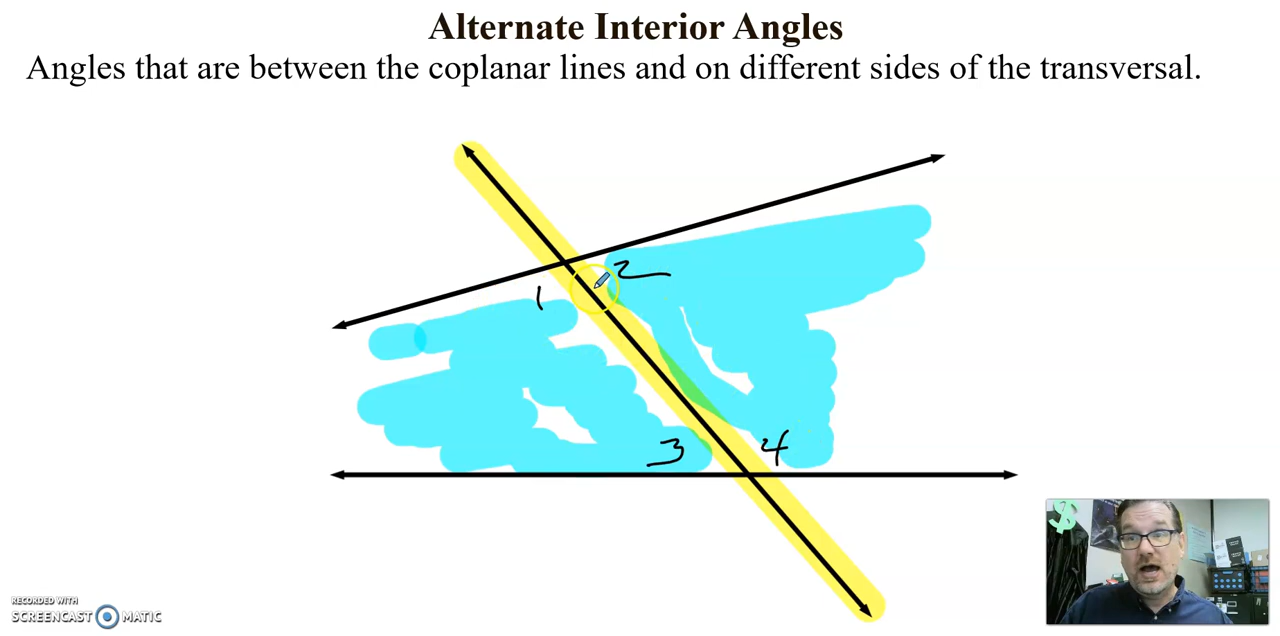 Alternate Interior Angles
Angles that are between the coplanar lines and on different sides of the transversal.
2
1
3 4
$
RECORDED WITH
SCREENCAST MATIC